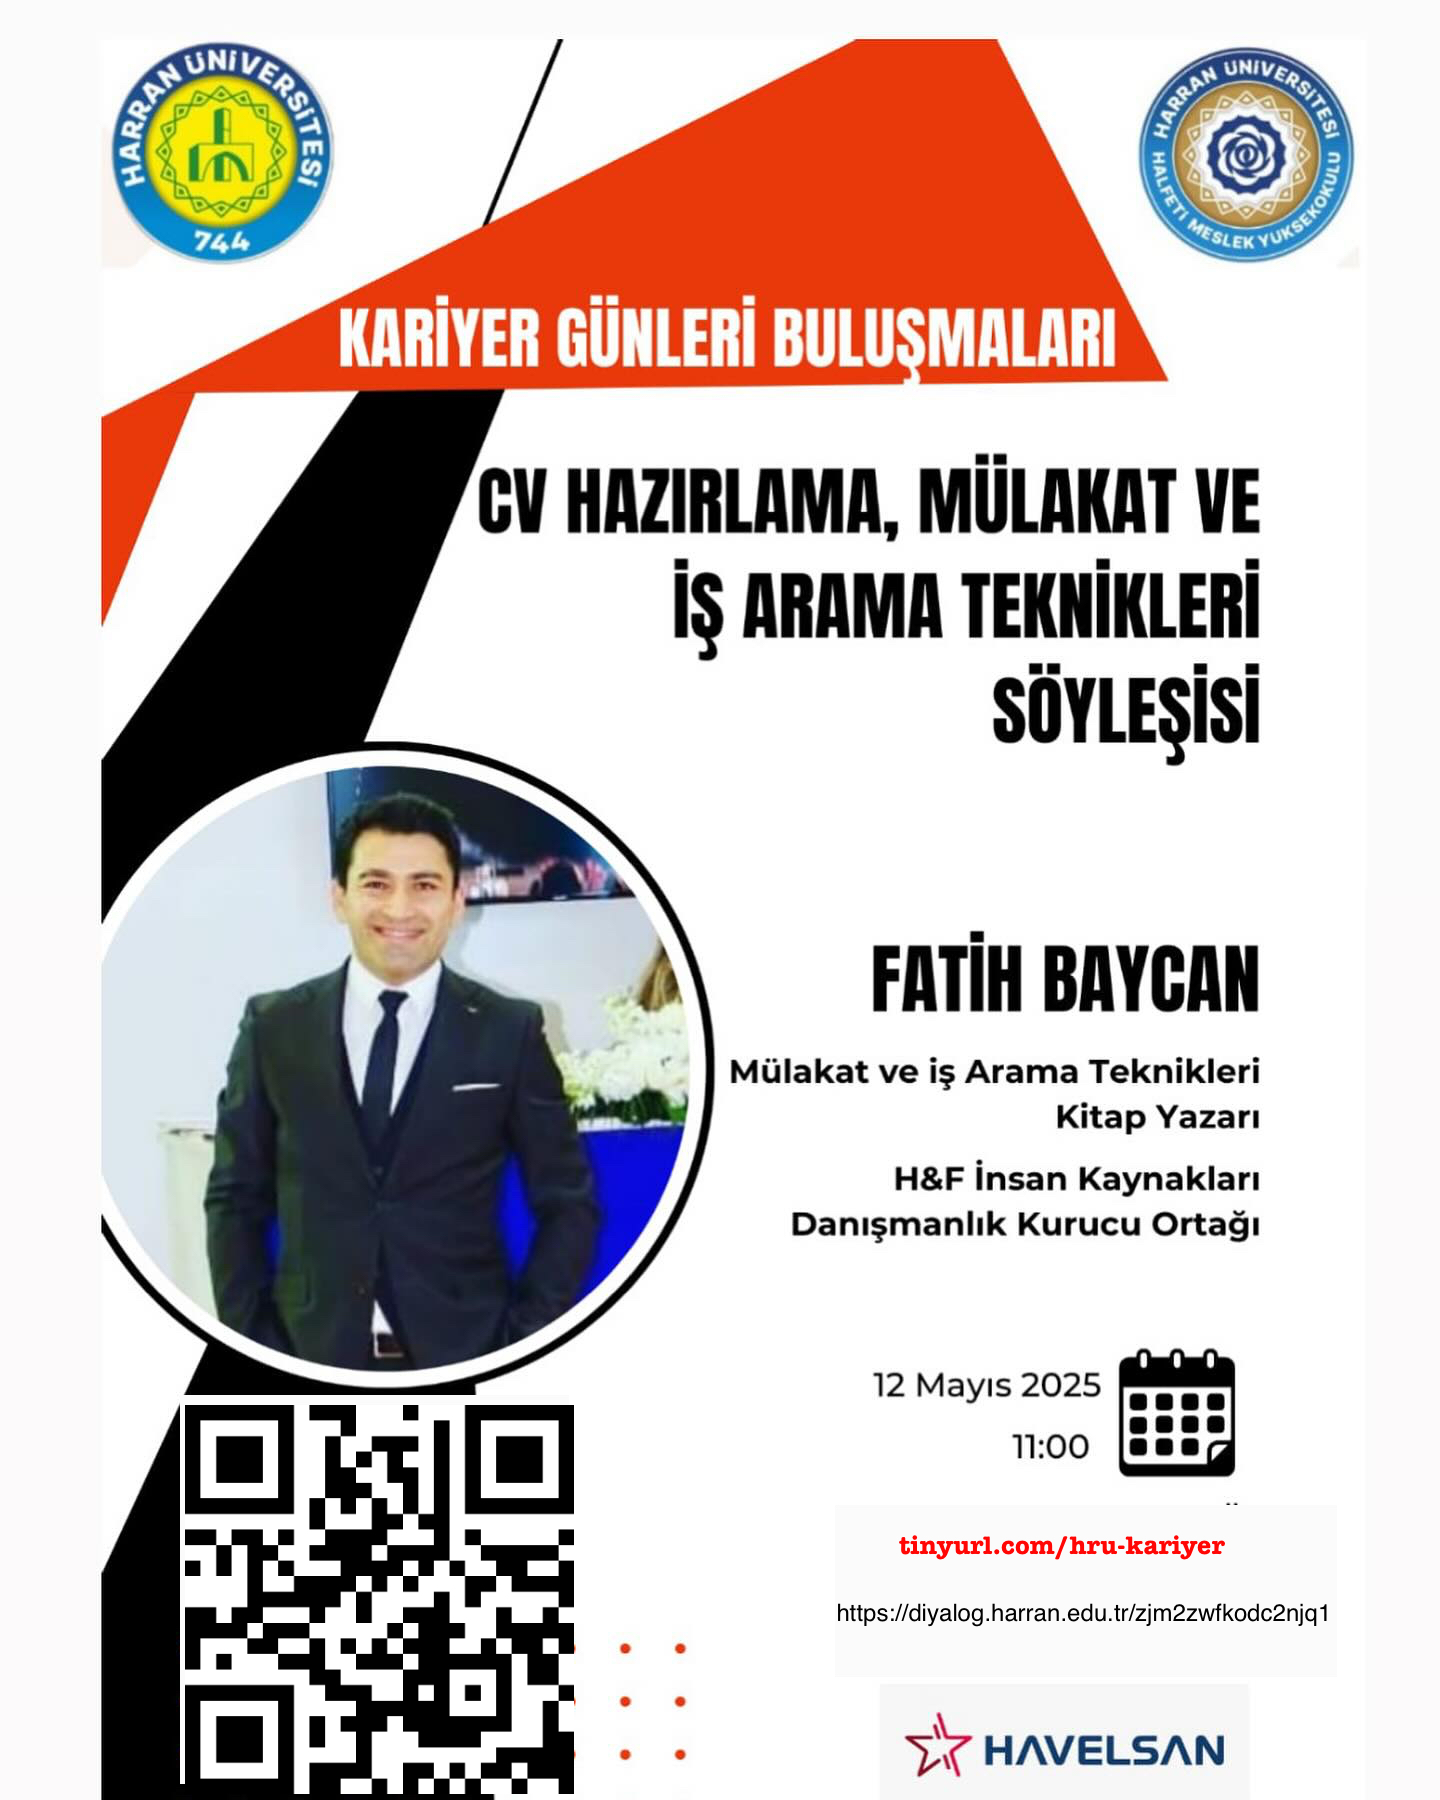 HARRAN ÜNİVERSİTESİ
744
HARRAN ÜNİVERSİTESİ
HALFETİ MESLEK YÜKSEKOKULU
KARİYER GÜNLERİ BULUŞMALARI
CV HAZIRLAMA, MÜLAKAT VE
İŞ ARAMA TEKNİKLERİ
SÖYLEŞİSİ
FATİH BAYCAN
Mülakat ve iş Arama Teknikleri
Kitap Yazarı
H&F İnsan Kaynakları
Danışmanlık Kurucu Ortağı
12 Mayıs 2025
11:00
tinyurl.com/hru-kariyer
https://diyalog.harran.edu.tr/zjm2zwfkodc2njq1
HAVELSAN